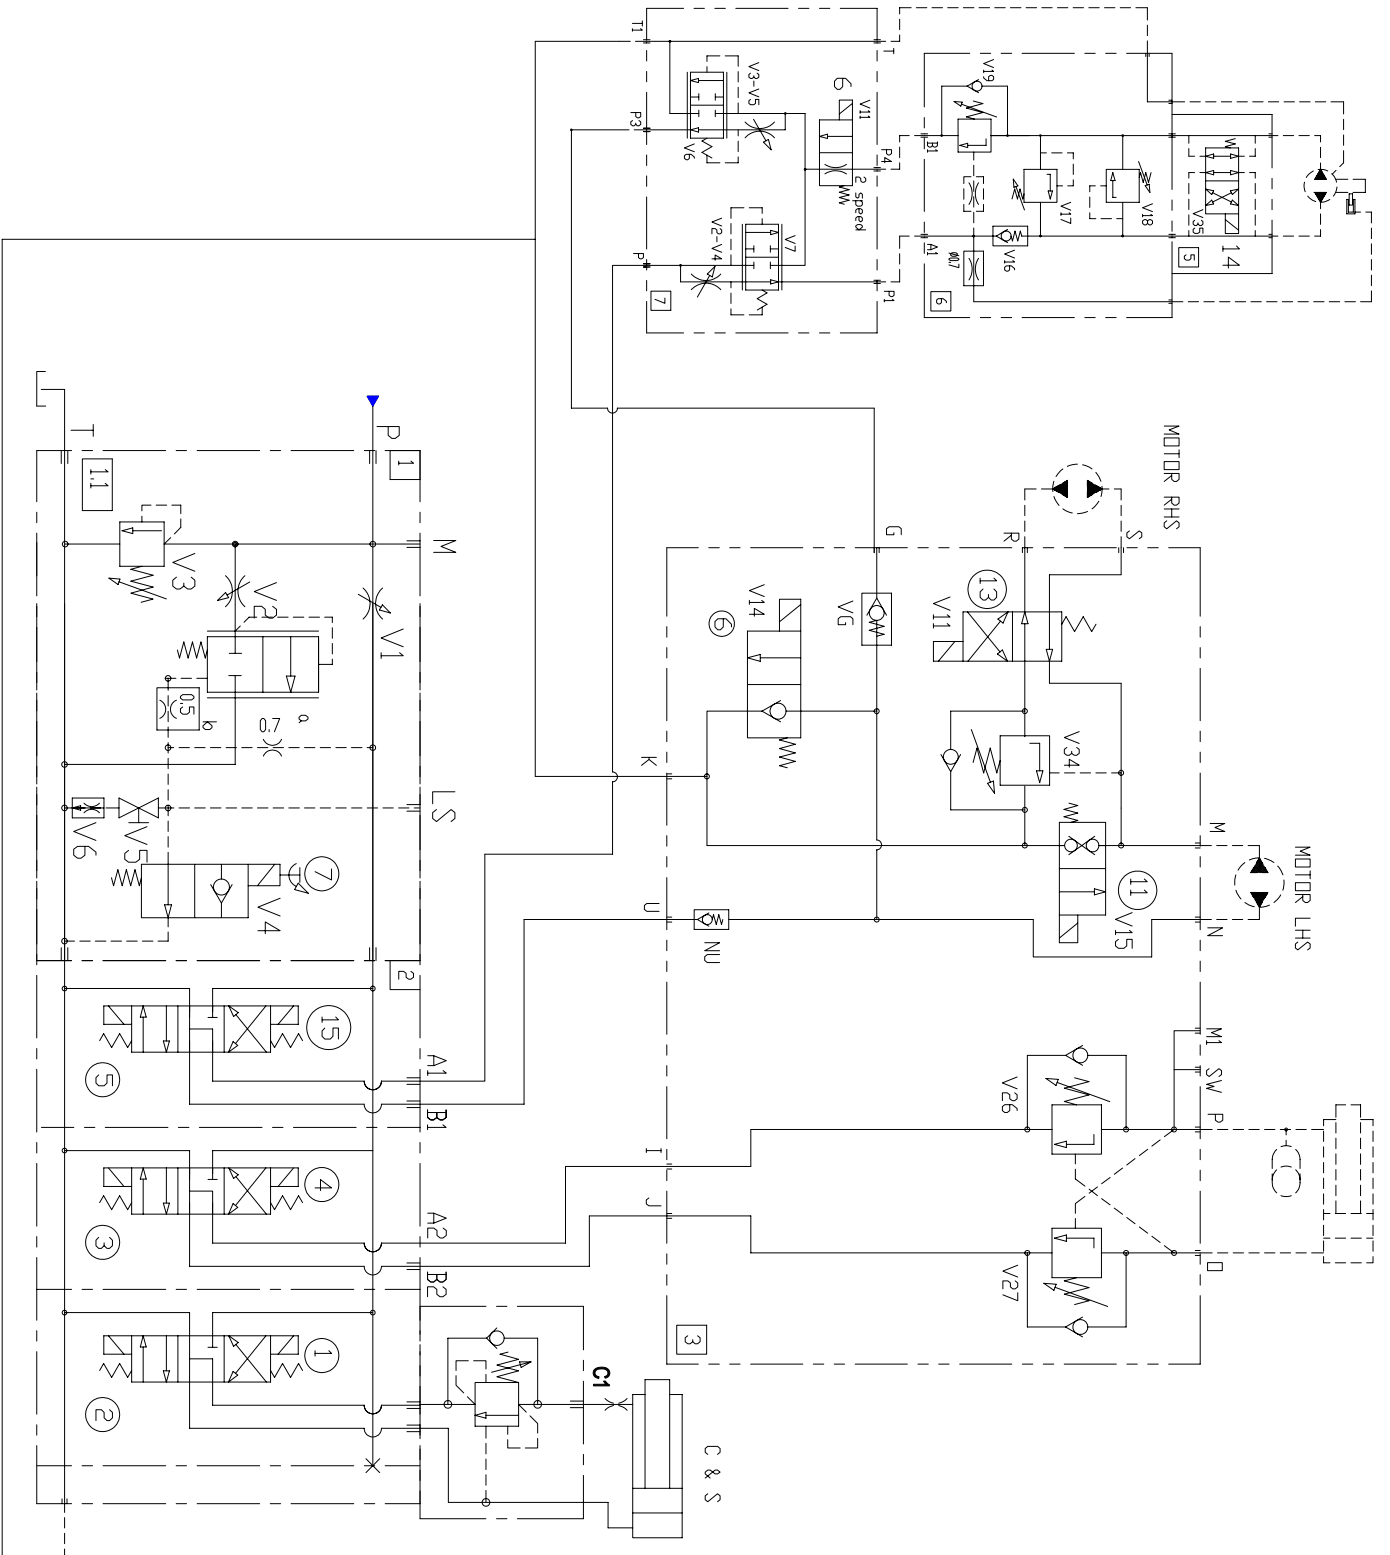 T1
T
P3
P4
P
P1
V3-V5
V6
6
V11
2 speed
V2-V4
V7
7
V19
B1
A1
V17
V18
V16
ø0.7
V35
14
5
6
MOTOR RHS
G
R
S
13
V11
VG
V14
6
V34
K
11
V15
M
MOTOR LHS
N
U
NU
M1
SW
P
V26
I
J
V27
O
3
T
P
1
1.1
M
V3
V2
V1
0.5
b
0.7
a
LS
V6
V5
V4
7
2
15
5
A1
B1
4
3
A2
B2
1
2
C1
C & S